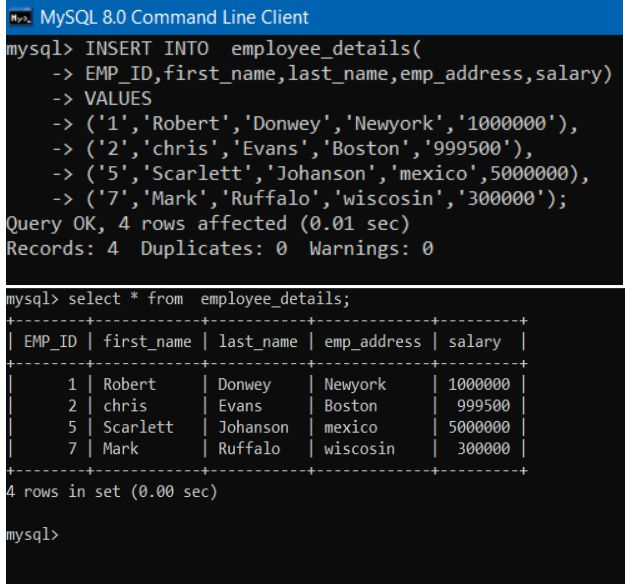 MySQL 8.0 Command Line Client
mysql> INSERT INTO  employee_details(
    -> EMP_ID,first_name,last_name,emp_address,salary)
    -> VALUES
    -> ('1','Robert','Donwey','Newyork','1000000'),
    -> ('2','chris','Evans','Boston','999500'),
    -> ('5','Scarlett','Johanson','mexico',5000000),
    -> ('7','Mark','Ruffalo','wiscosin','300000');
Query OK, 4 rows affected (0.01 sec)
Records: 4  Duplicates: 0  Warnings: 0
mysql> select * from  employee_details;
+--------+------------+-----------+-------------+---------+
| EMP_ID | first_name | last_name | emp_address | salary  |
+--------+------------+-----------+-------------+---------+
|      1 | Robert     | Donwey    | Newyork     | 1000000 |
|      2 | chris      | Evans     | Boston      |  999500 |
|      5 | Scarlett   | Johanson  | mexico      | 5000000 |
|      7 | Mark       | Ruffalo   | wiscosin    |  300000 |
+--------+------------+-----------+-------------+---------+
4 rows in set (0.00 sec)
mysql>